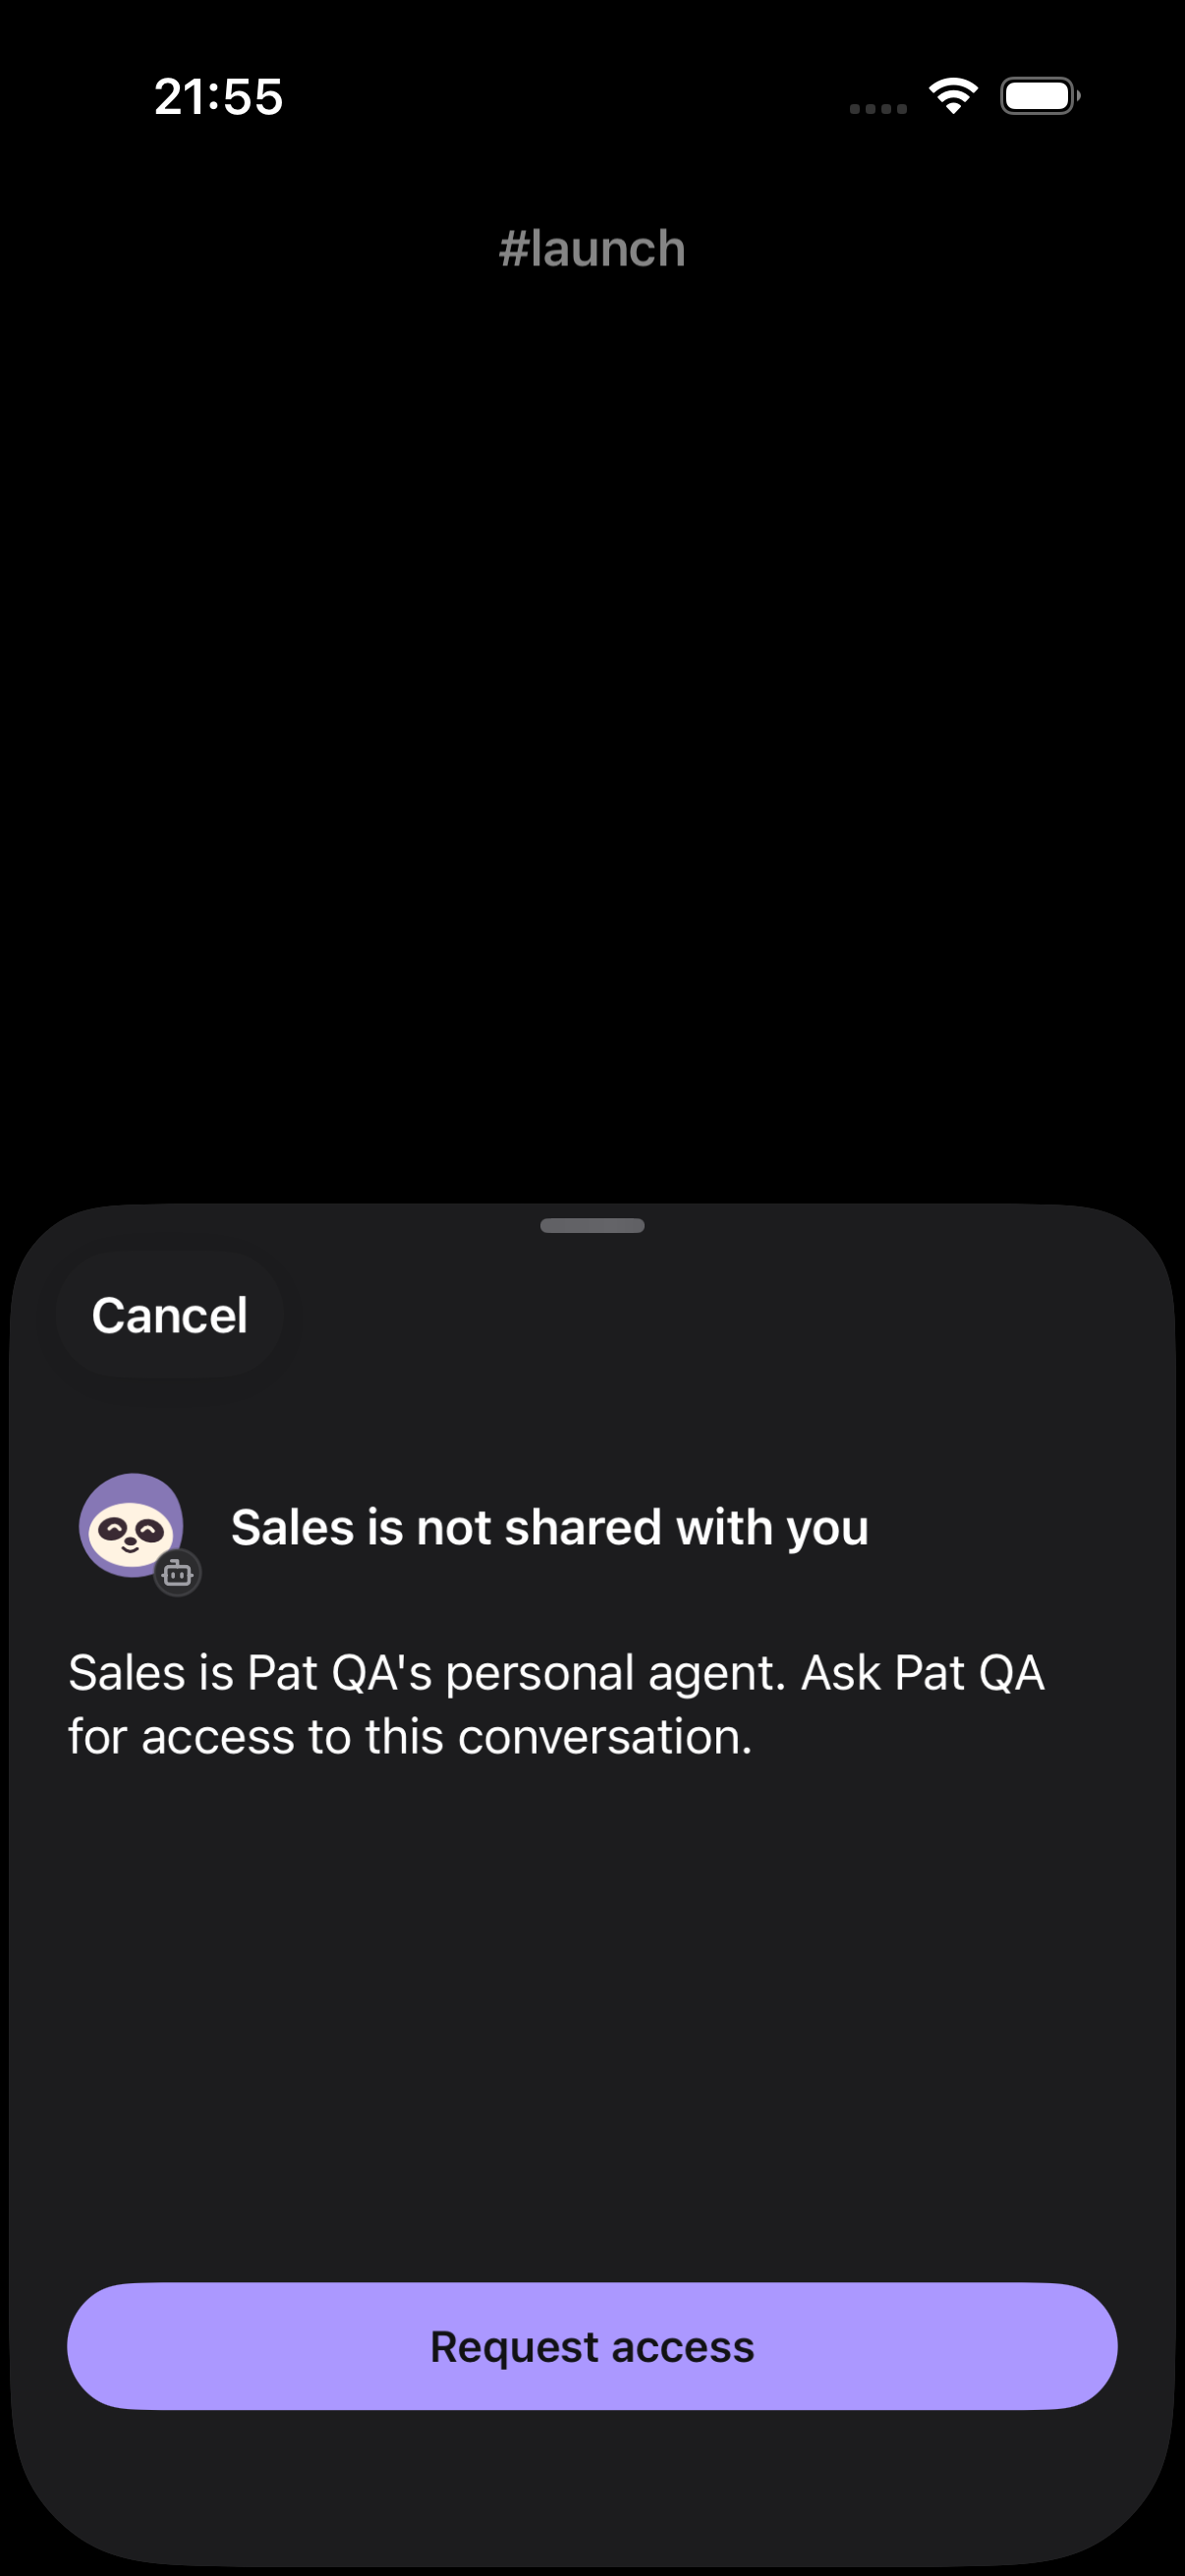 21:55
#launch
Cancel
Sales is not shared with you
Sales is Pat QA's personal agent. Ask Pat QA
for access to this conversation.
Request access